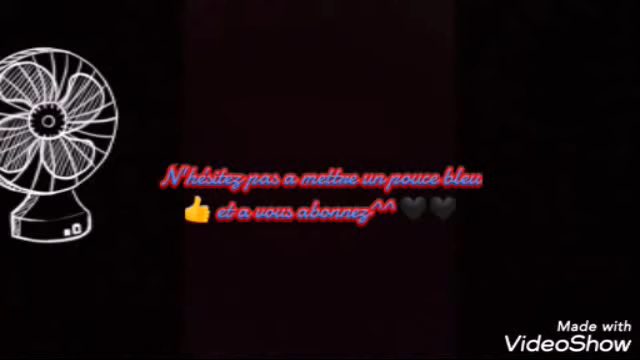 N'hésitez pas a mettre un pouce bleu
👍 et a vous abonnez^^ 🖤🖤
Made with
VideoShow